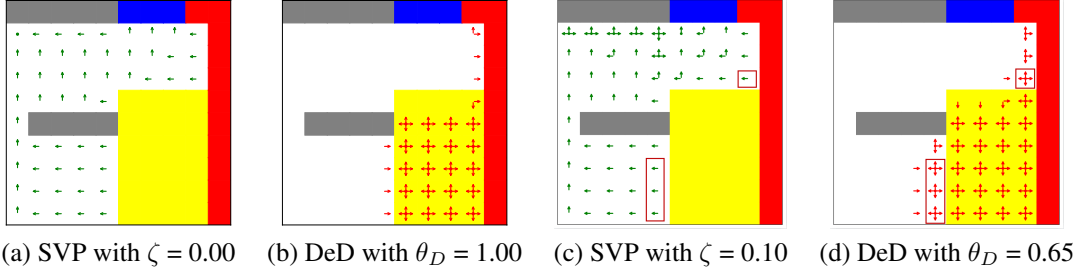 (a) SVP with ζ = 0.00 (b) DeD with θ_D = 1.00 (c) SVP with ζ = 0.10 (d) DeD with θ_D = 0.65